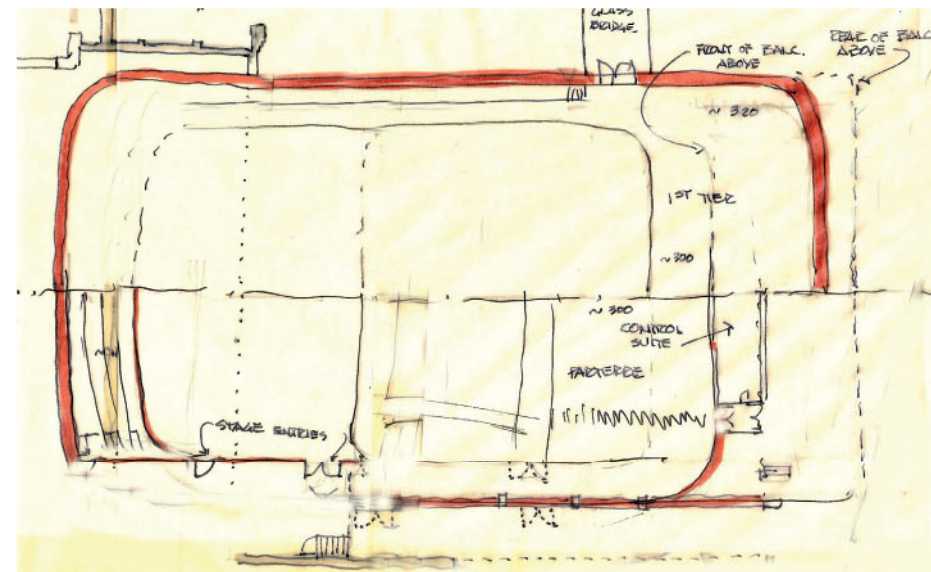 GLASS
BRIDGE.
FRONT OF BALC.
ABOVE
REAR OF BALC.
ABOVE
~ 320
1ST TIER
~300
~ 300
CONTROL
SUITE
PARTERRE
STAGE ENTRIES